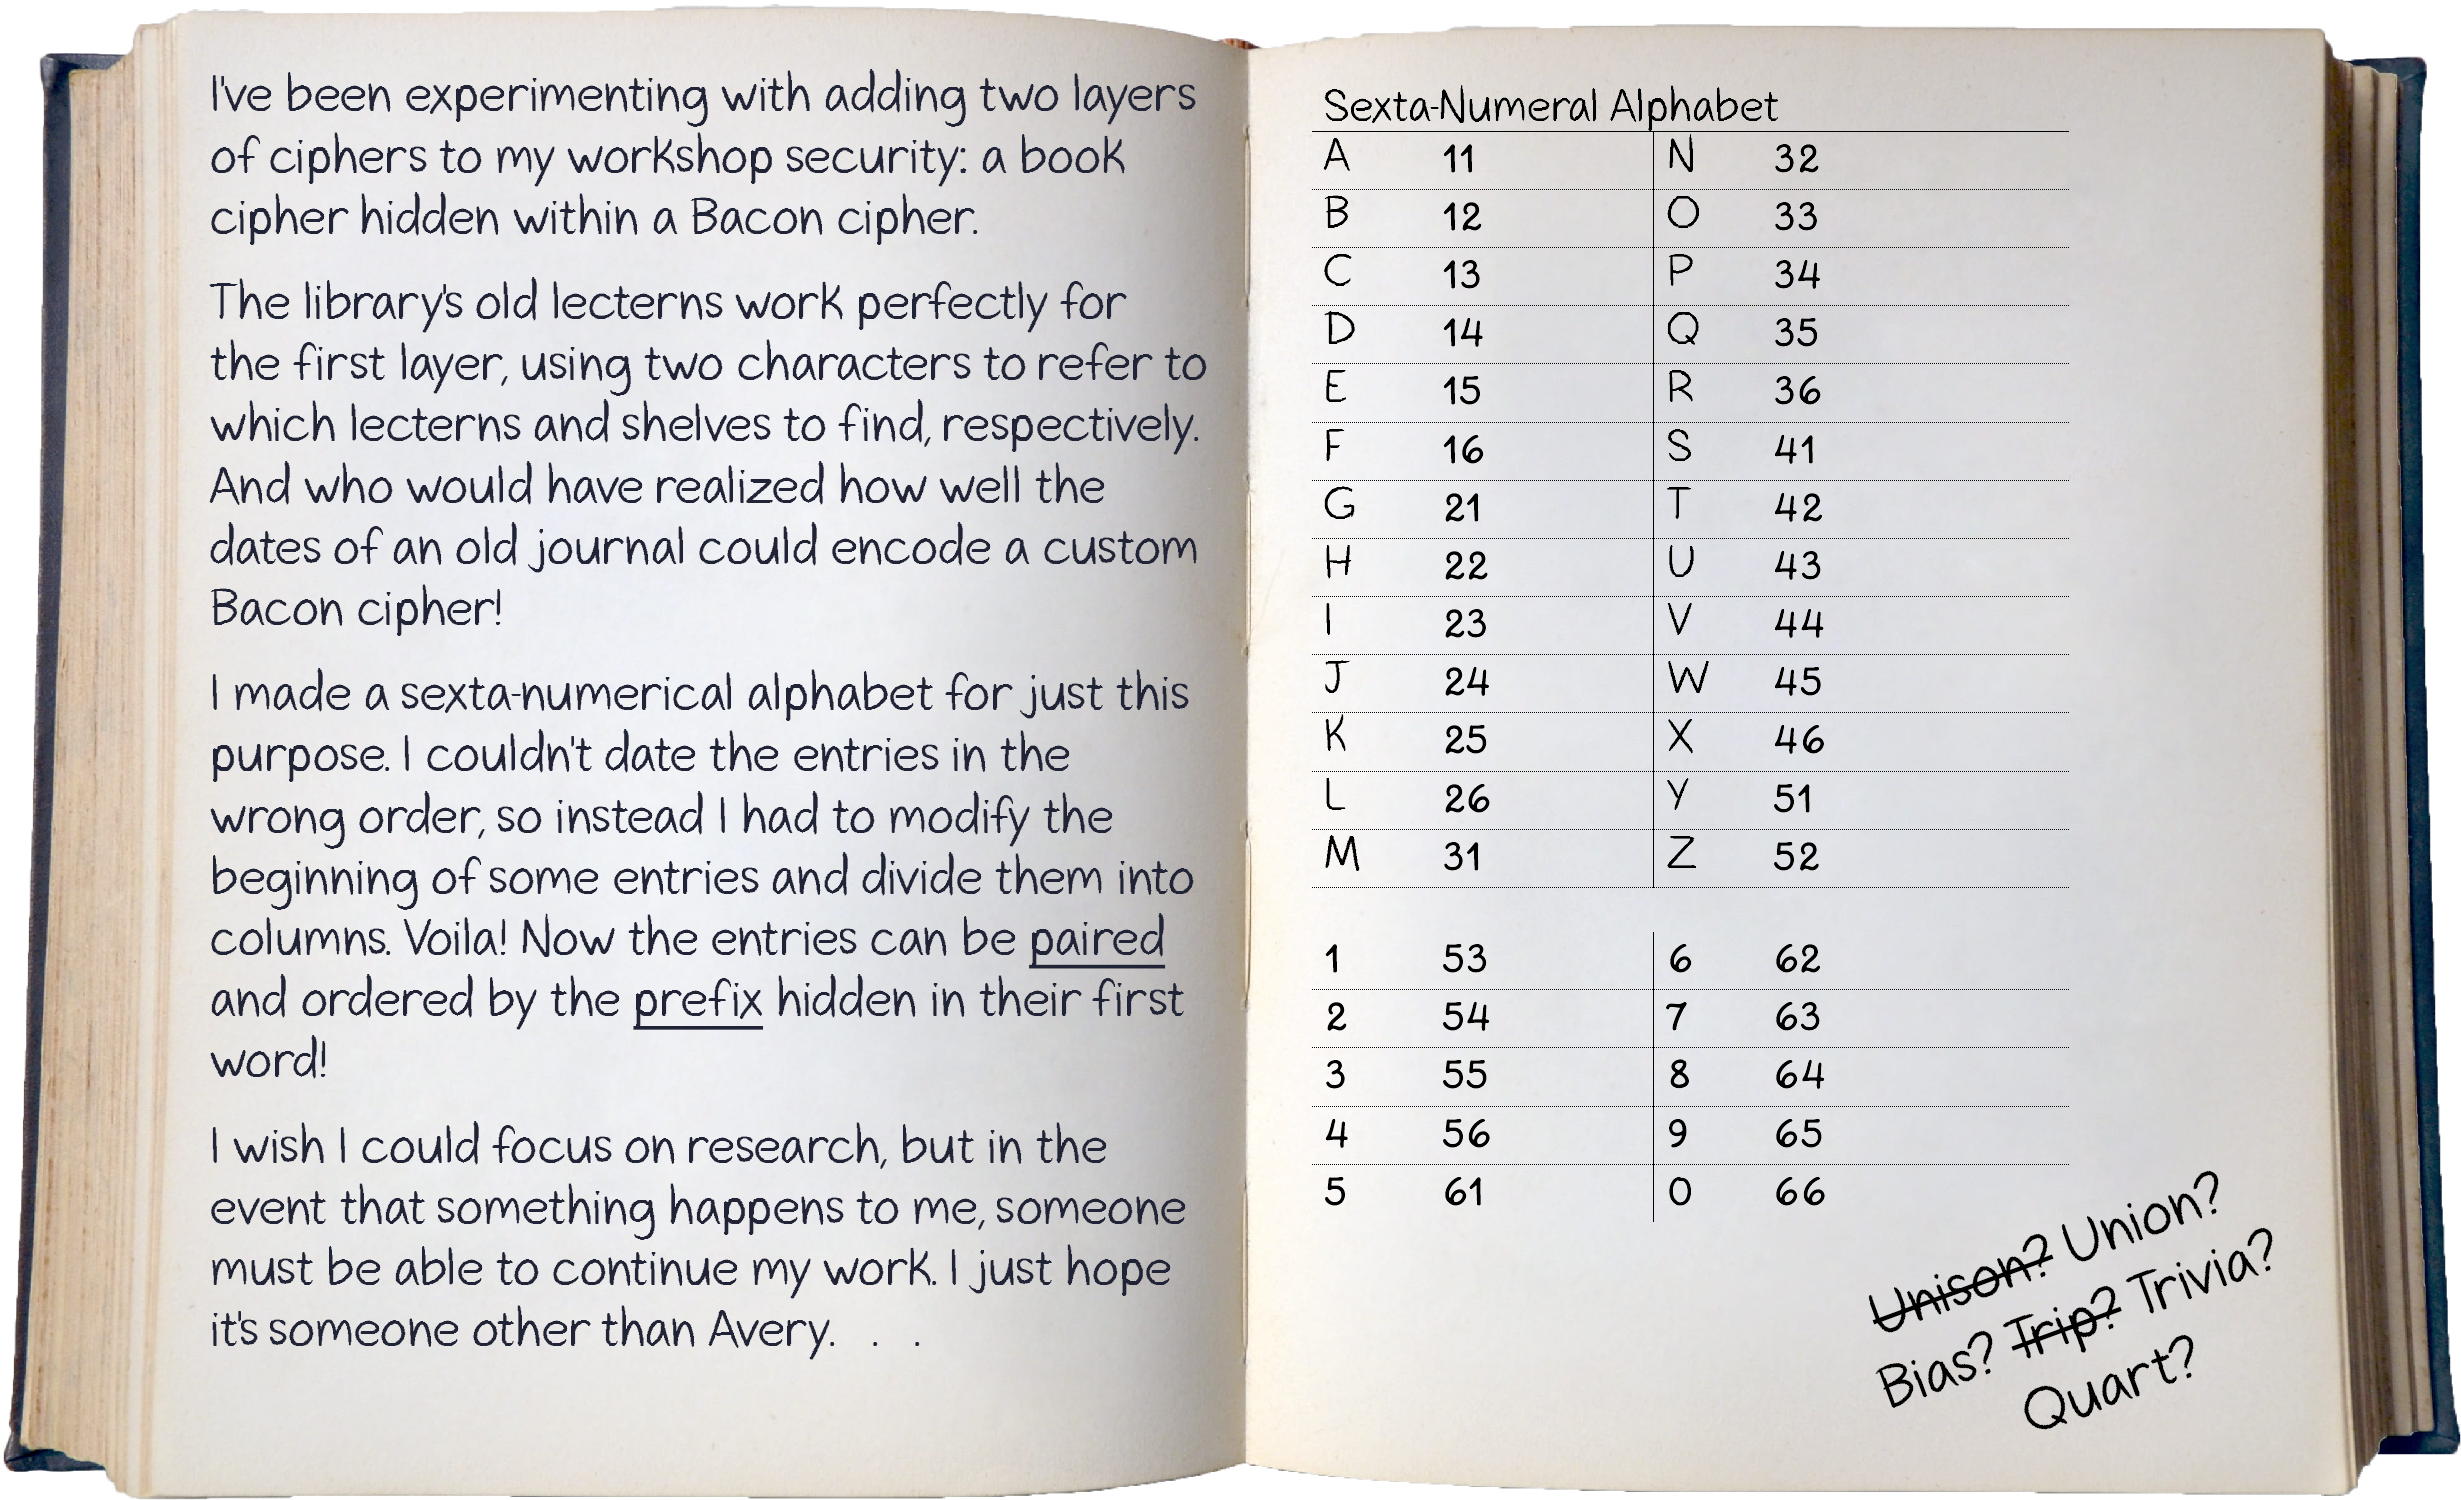 I've been experimenting with adding two layers
of ciphers to my workshop security: a book
cipher hidden within a Bacon cipher.
The library's old lecterns work perfectly for
the first layer, using two characters to refer to
which lecterns and shelves to find, respectively.
And who would have realized how well the
dates of an old journal could encode a custom
Bacon cipher!
I made a sexta-numerical alphabet for just this
purpose. I couldn't date the entries in the
wrong order, so instead I had to modify the
beginning of some entries and divide them into
columns. Voila! Now the entries can be paired
and ordered by the prefix hidden in their first
word!
I wish I could focus on research, but in the
event that something happens to me, someone
must be able to continue my work. I just hope
it's someone other than Avery. . .
Sexta-Numeral Alphabet
A 11 N 32
B 12 O 33
C 13 P 34
D 14 Q 35
E 15 R 36
F 16 S 41
G 21 T 42
H 22 U 43
I 23 V 44
J 24 W 45
K 25 X 46
L 26 Y 51
M 31 Z 52
1 53 6 62
2 54 7 63
3 55 8 64
4 56 9 65
5 61 0 66
Unison? Union?
Bias? Trip? Trivia?
Quart?